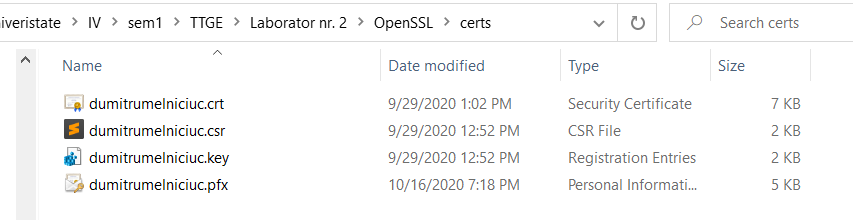 iveristate > IV > sem1 > TTGE > Laborator nr. 2 > OpenSSL > certs Search certs
Name Date modified Type Size
dumitrumelniciuc.crt 9/29/2020 1:02 PM Security Certificate 7 KB
dumitrumelniciuc.csr 9/29/2020 12:52 PM CSR File 2 KB
dumitrumelniciuc.key 9/29/2020 12:52 PM Registration Entries 2 KB
dumitrumelniciuc.pfx 10/16/2020 7:18 PM Personal Informati... 5 KB